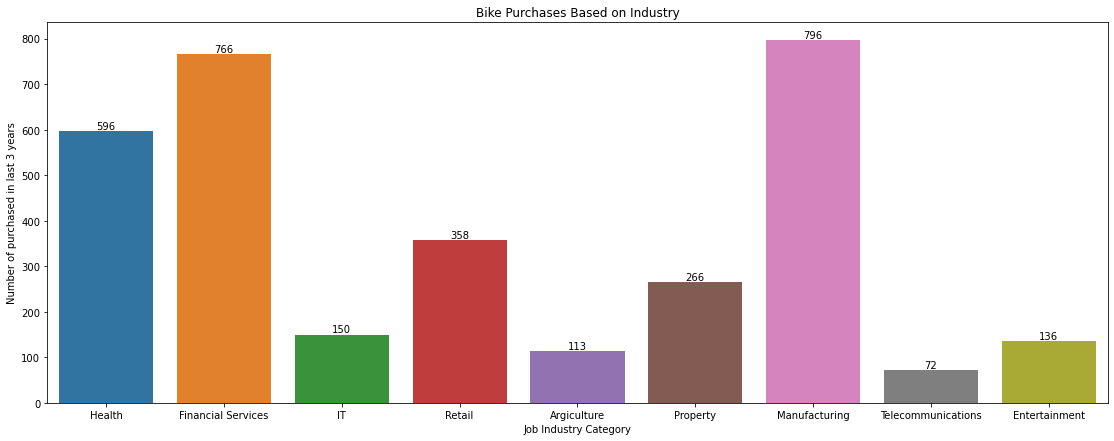 Bike Purchases Based on Industry
Number of purchased in last 3 years
800
700
600
500
400
300
200
100
0
596
766
150
358
113
266
796
72
136
Health
Financial Services
IT
Retail
Argiculture
Property
Manufacturing
Telecommunications
Entertainment
Job Industry Category